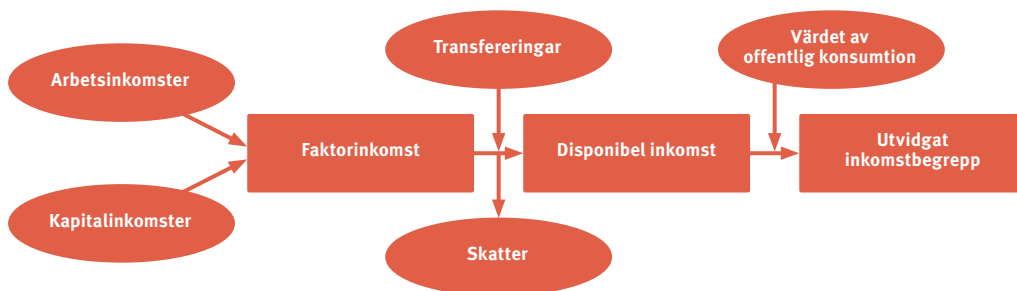 Arbetsinkomster
Kapitalinkomster
Faktorinkomst
Transfereringar
Skatter
Disponibel inkomst
Värdet av
offentlig konsumtion
Utvidgat
inkomstbegrepp